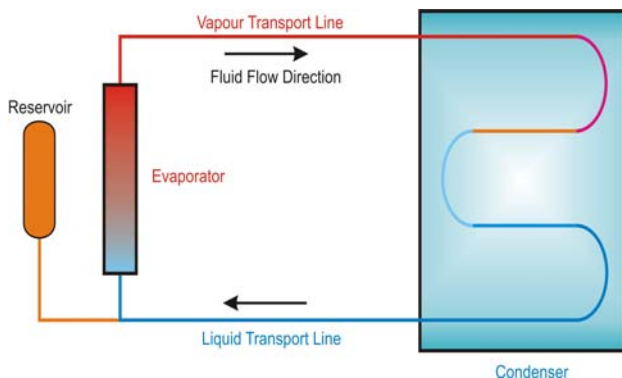 Vapour Transport Line
Fluid Flow Direction
Reservoir
Evaporator
Liquid Transport Line
Condenser